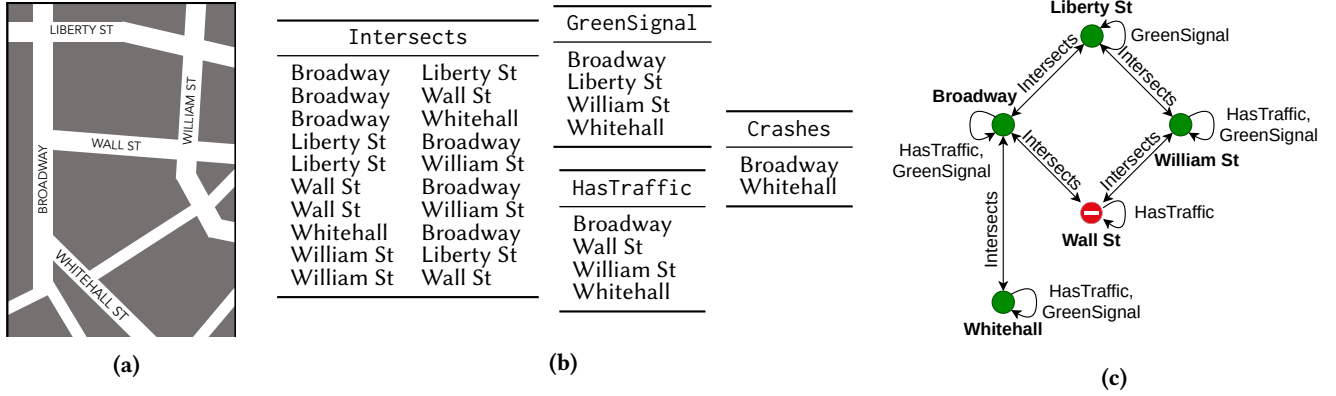 LIBERTY ST
WILLIAM ST
WALL ST
BROADWAY
WHITEHALL ST
(a)
Intersects
Broadway Liberty St
Broadway Wall St
Broadway Whitehall
Liberty St Broadway
Liberty St William St
Wall St Broadway
Wall St William St
Whitehall Broadway
William St Liberty St
William St Wall St
GreenSignal
Broadway
Liberty St
William St
Whitehall
HasTraffic
Broadway
Wall St
William St
Whitehall
Crashes
Broadway
Whitehall
(b)
Liberty St
GreenSignal
Intersects
Intersects
Broadway
HasTraffic,
GreenSignal
HasTraffic,
GreenSignal
William St
Intersects
Intersects
HasTraffic
Wall St
Intersects
HasTraffic,
GreenSignal
Whitehall
(c)